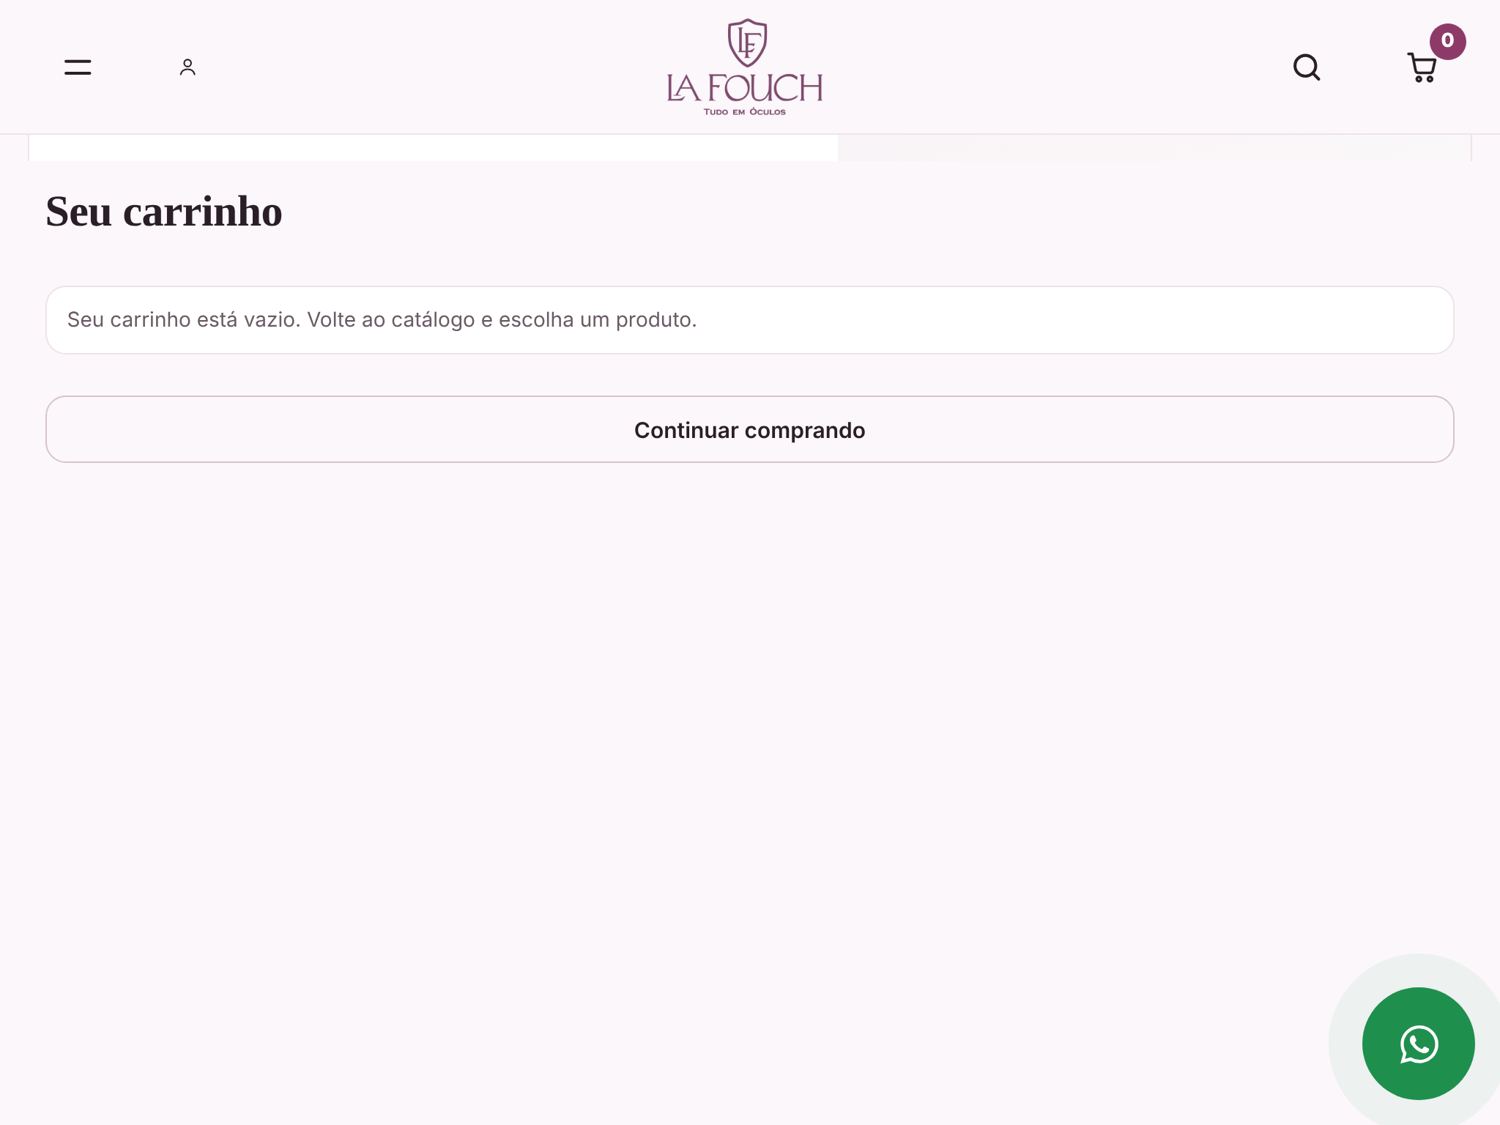 LF
LA FOUCH
Tudo em Óculos
0
Seu carrinho
Seu carrinho está vazio. Volte ao catálogo e escolha um produto.
Continuar comprando